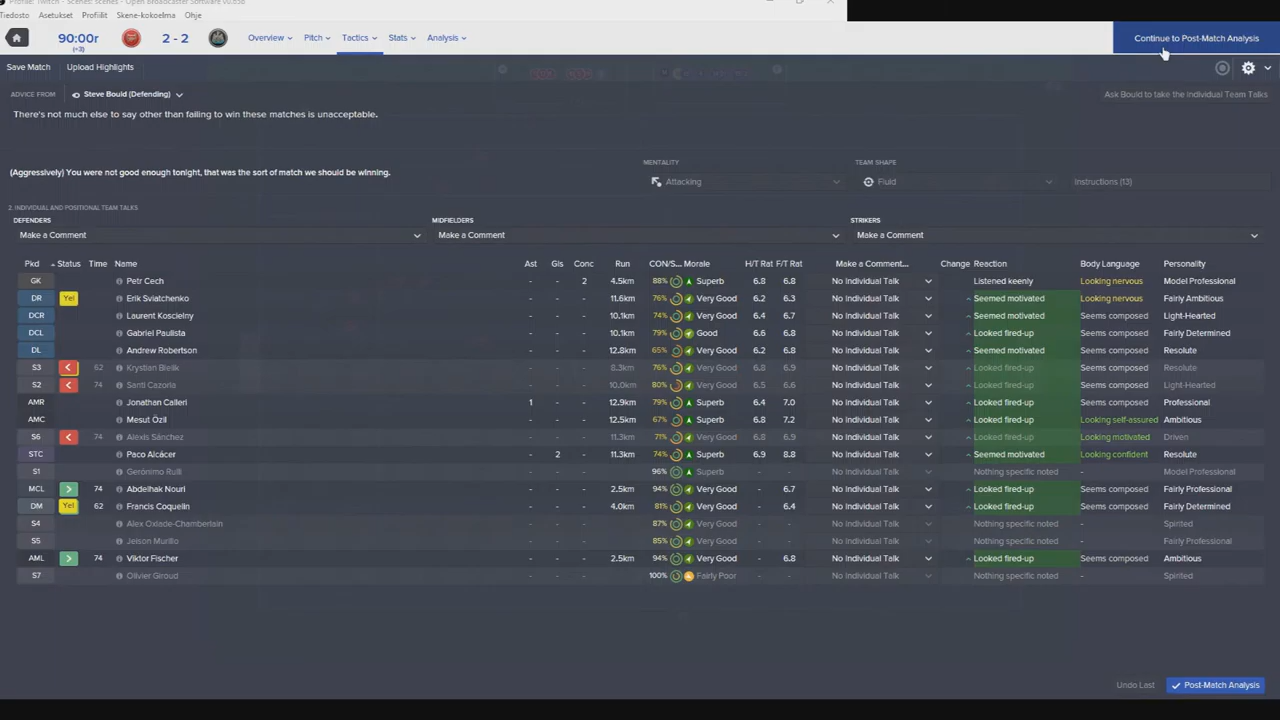 Profile: Twitch - Scenes: Scenes - Open Broadcaster Software v0.65b
Tiedosto Asetukset Profiilit Skene-kokoelma Ohje
90:00r 2 - 2 Overview Pitch Tactics Stats Analysis Continue to Post-Match Analysis
(+3)
Save Match Upload Highlights
ADVICE FROM Steve Bould (Defending) Ask Bould to take the Individual Team Talks
There's not much else to say other than failing to win these matches is unacceptable.
MENTALITY TEAM SHAPE
(Aggressively) You were not good enough tonight, that was the sort of match we should be winning.
Attacking Fluid Instructions (13)
2. INDIVIDUAL AND POSITIONAL TEAM TALKS
DEFENDERS MIDFIELDERS STRIKERS
Make a Comment Make a Comment Make a Comment
Pkd Status Time Name Ast Gls Conc Run CON/S... Morale H/T Rat F/T Rat Make a Comment... Change Reaction Body Language Personality
GK Petr Cech - - 2 4.5km 88% Superb 6.8 6.8 No Individual Talk Listened keenly Looking nervous Model Professional
DR Yel Erik Sviatchenko - - - 11.6km 76% Very Good 6.2 6.8 No Individual Talk Seemed motivated Looking nervous Fairly Ambitious
DCR Laurent Koscielny - - - 10.1km 74% Very Good 6.4 6.7 No Individual Talk Seemed motivated Seems composed Light-Hearted
DCL Gabriel Paulista - - - 10.1km 79% Good 6.6 6.8 No Individual Talk Looked fired-up Seems composed Fairly Determined
DL Andrew Robertson - - - 12.8km 65% Very Good 6.2 6.8 No Individual Talk Seemed motivated Seems composed Resolute
S3 62 Krystian Bielik - - - 8.3km 76% Very Good 6.8 6.9 No Individual Talk Looked fired-up Seems composed Resolute
S2 74 Santi Cazorla - - - 10.0km 80% Very Good 6.5 6.6 No Individual Talk Looked fired-up Seems composed Light-Hearted
AMR Jonathan Calleri 1 - - 12.9km 79% Superb 6.4 7.0 No Individual Talk Looked fired-up Seems composed Professional
AMC Mesut Özil - - - 12.5km 67% Superb 6.8 7.2 No Individual Talk Looked fired-up Looking self-assured Ambitious
S6 74 Aléxis Sánchez - - - 11.3km 71% Very Good 6.8 6.9 No Individual Talk Looked fired-up Looking motivated Driven
STC Paco Alcácer - 2 - 11.3km 74% Superb 6.9 8.8 No Individual Talk Seemed motivated Looking confident Resolute
S1 Gerónimo Rulli - - - 96% Superb - - No Individual Talk Nothing specific noted - Model Professional
MCL 74 Abdelhak Nouri - - - 2.5km 94% Very Good - 6.7 No Individual Talk Looked fired-up Seems composed Fairly Professional
DM Yel 62 Francis Coquelin - - - 4.0km 81% Very Good - 6.4 No Individual Talk Looked fired-up Seems composed Fairly Determined
S4 Alex Oxlade-Chamberlain - - - 87% Very Good - - No Individual Talk Nothing specific noted - Spirited
S5 Jeison Murillo - - - 85% Very Good - - No Individual Talk Nothing specific noted - Fairly Professional
AML 74 Viktor Fischer - - - 2.5km 94% Very Good - 6.8 No Individual Talk Looked fired-up Seems composed Ambitious
S7 Olivier Giroud - - - 100% Fairly Poor - - No Individual Talk Nothing specific noted - Spirited
Undo Last Post-Match Analysis